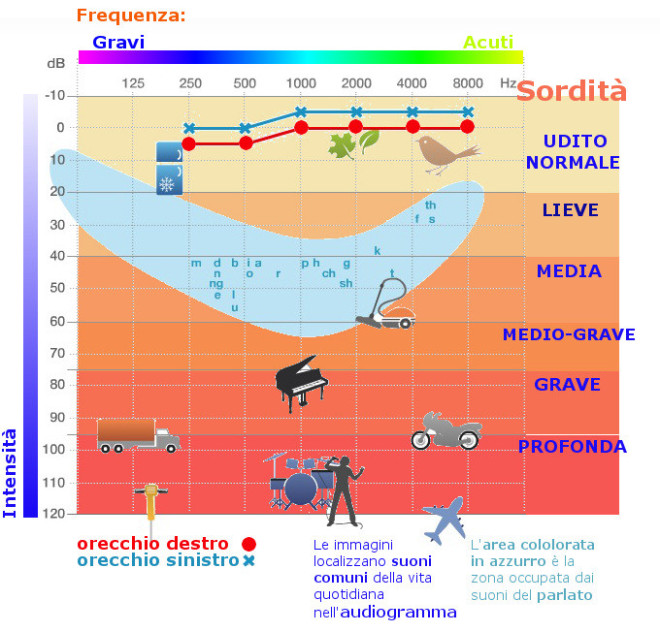 Frequenza:
Gravi Acuti
dB
125 250 500 1000 2000 4000 8000 Hz
Sordità
-10
0
10
20
30
40
50
60
70
80
90
100
110
120
UDITO
NORMALE
LIEVE
MEDIA
MEDIO-GRAVE
GRAVE
PROFONDA
th
f s
k
m d b i a p h g
n o r ch t
ng sh
e l
u
Intensità
orecchio destro
orecchio sinistro
Le immagini
localizzano suoni
comuni della vita
quotidiana
nell'audiogramma
L'area cololorata
in azzurro è la
zona occupata dai
suoni del parlato